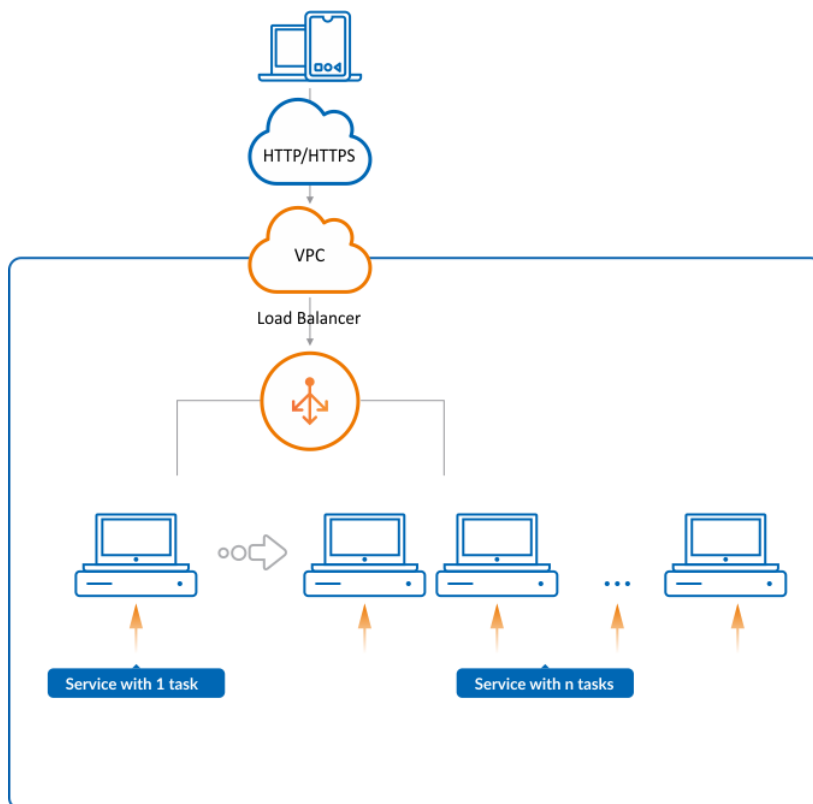 HTTP/HTTPS
VPC
Load Balancer
Service with 1 task
Service with n tasks